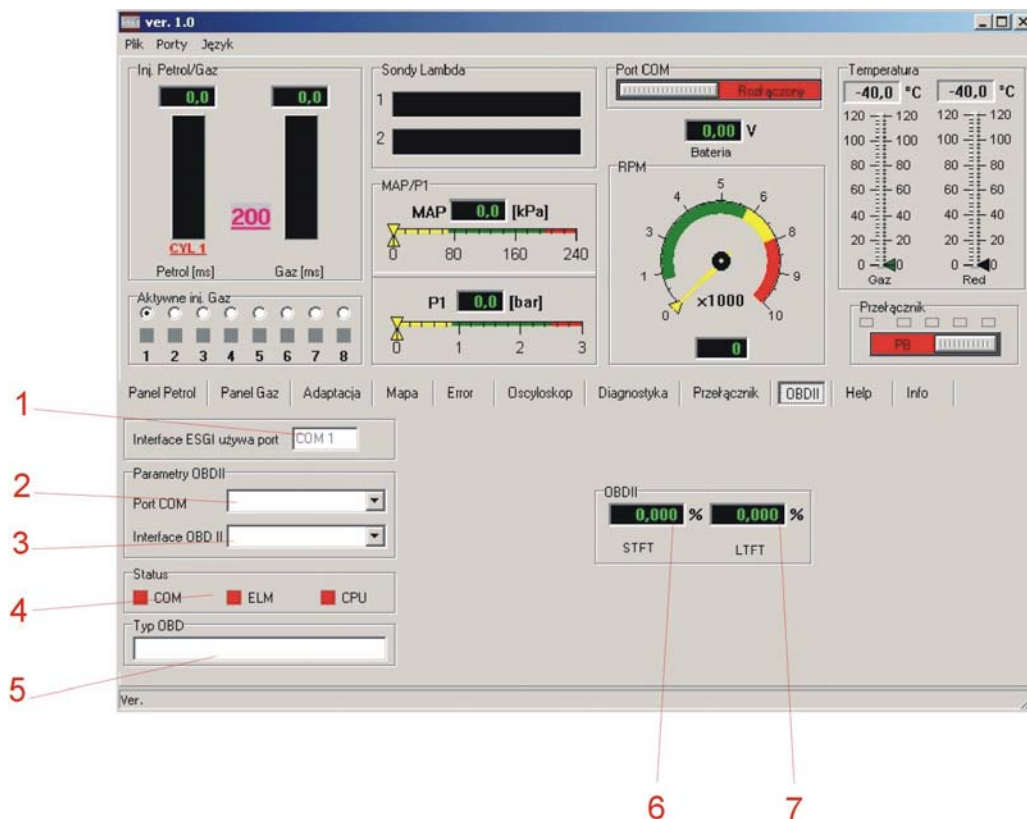 ver. 1.0
Plik Porty Język
Inj. Petrol/Gaz
0,0 0,0
200
CYL 1
Petrol [ms] Gaz [ms]
Aktywne inj. Gaz
1 2 3 4 5 6 7 8
Sondy Lambda
1
2
MAP/P1
MAP 0,0 [kPa]
0 80 160 240
P1 0,0 [bar]
0 1 2 3
Port COM
Rozłączony
0,00 V
Bateria
RPM
0 1 3 4 5 6 8 9 10
x1000
0
Temperatura
-40,0 °C -40,0 °C
120 120 120 120
100 100 100 100
80 80 80 80
60 60 60 60
40 40 40 40
20 20 20 20
0 0 0 0
Gaz Red
Przełącznik
PB
Panel Petrol Panel Gaz Adaptacja Mapa Error Oscyloskop Diagnostyka Przełącznik OBDII Help Info
1
Interface ESGI używa port COM 1
Parametry OBDII
2
Port COM
3
Interface OBD II
Status
4
COM ELM CPU
Typ OBD
5
OBDII
0,000 % 0,000 %
STFT LTFT
Ver.
6 7